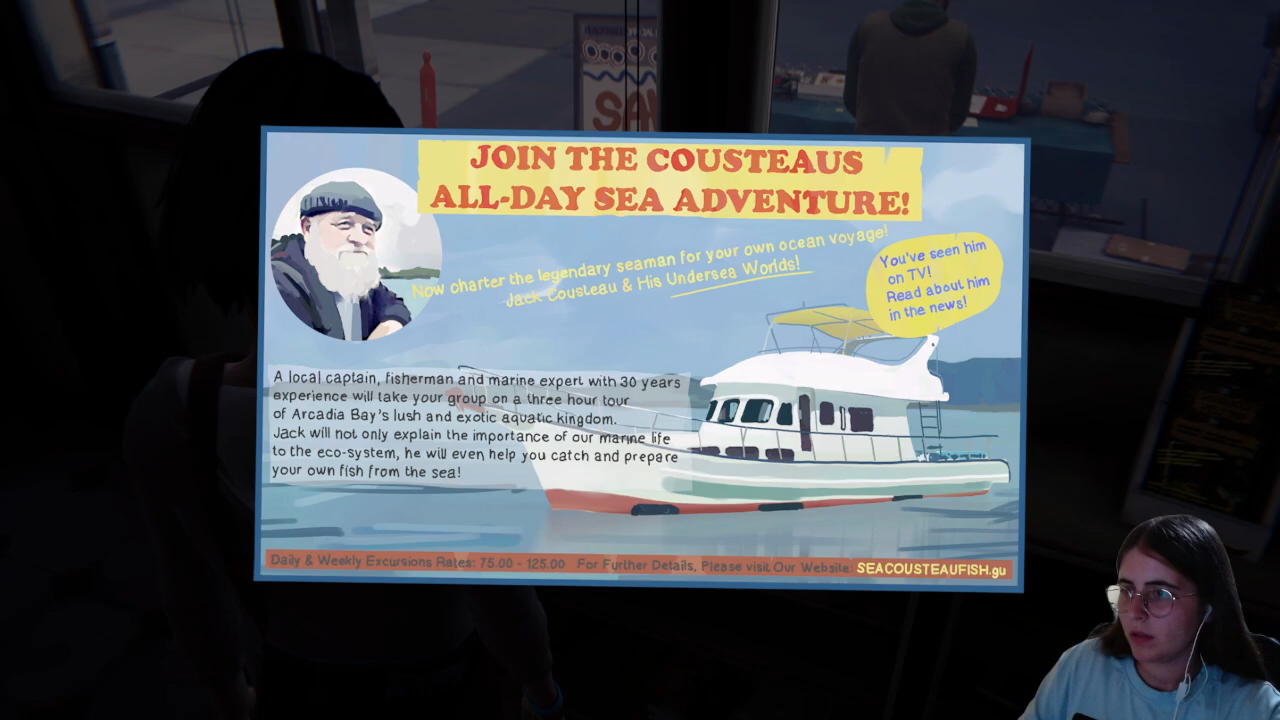 JOIN THE COUSTEAUS
ALL-DAY SEA ADVENTURE!
Now charter the legendary seaman for your own ocean voyage!
Jack Cousteau & His Undersea Worlds!
You've seen him
on TV!
Read about him
in the news!
A local captain, fisherman and marine expert with 30 years
experience will take your group on a three hour tour
of Arcadia Bay's lush and exotic aquatic kingdom.
Jack will not only explain the importance of our marine life
to the eco-system, he will even help you catch and prepare
your own fish from the sea!
Daily & Weekly Excursions Rates: 75.00 - 125.00 For Further Details, Please visit Our Website: SEACOUSTEAUFISH.gu